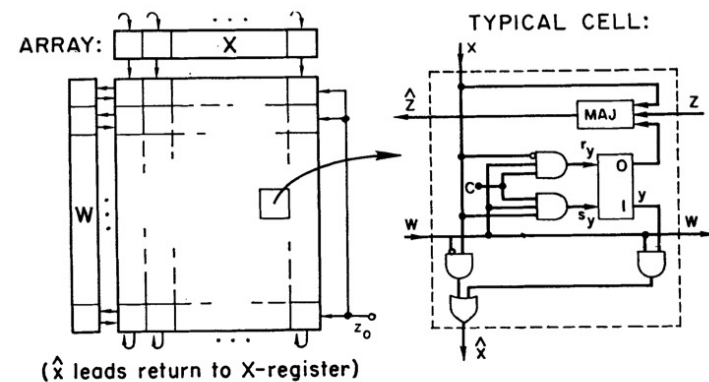 TYPICAL CELL:
ARRAY: X
x
ẑ MAJ z
r_y
0
C
W
s_y 1 y
w w
z_0
x̂
(x̂ leads return to X-register)